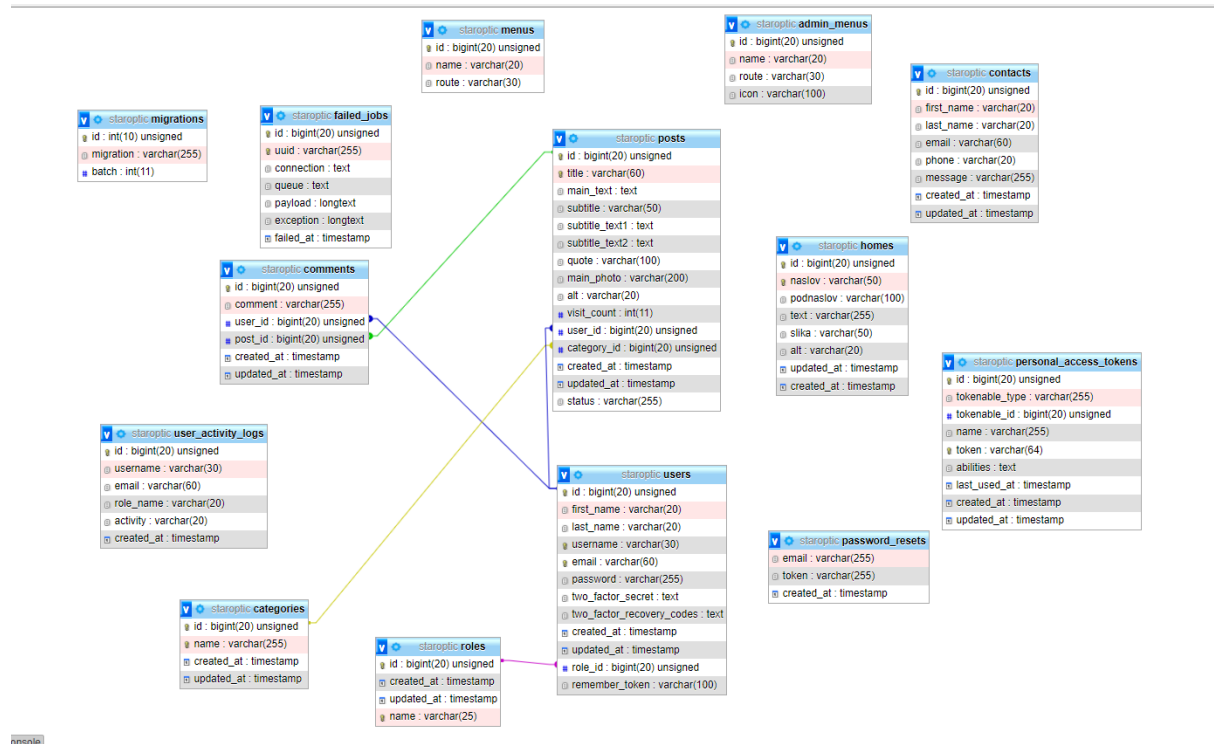 staroptic menus
id : bigint(20) unsigned
name : varchar(20)
route : varchar(30)
staroptic admin_menus
id : bigint(20) unsigned
name : varchar(20)
route : varchar(30)
icon : varchar(100)
staroptic contacts
id : bigint(20) unsigned
first_name : varchar(20)
last_name : varchar(20)
email : varchar(60)
phone : varchar(20)
message : varchar(255)
created_at : timestamp
updated_at : timestamp
staroptic migrations
id : int(10) unsigned
migration : varchar(255)
batch : int(11)
staroptic failed_jobs
id : bigint(20) unsigned
uuid : varchar(255)
connection : text
queue : text
payload : longtext
exception : longtext
failed_at : timestamp
staroptic posts
id : bigint(20) unsigned
title : varchar(60)
main_text : text
subtitle : varchar(50)
subtitle_text1 : text
subtitle_text2 : text
quote : varchar(100)
main_photo : varchar(200)
alt : varchar(20)
visit_count : int(11)
user_id : bigint(20) unsigned
category_id : bigint(20) unsigned
created_at : timestamp
updated_at : timestamp
status : varchar(255)
staroptic homes
id : bigint(20) unsigned
naslov : varchar(50)
podnaslov : varchar(100)
text : varchar(255)
slika : varchar(50)
alt : varchar(20)
updated_at : timestamp
created_at : timestamp
staroptic comments
id : bigint(20) unsigned
comment : varchar(255)
user_id : bigint(20) unsigned
post_id : bigint(20) unsigned
created_at : timestamp
updated_at : timestamp
staroptic personal_access_tokens
id : bigint(20) unsigned
tokenable_type : varchar(255)
tokenable_id : bigint(20) unsigned
name : varchar(255)
token : varchar(64)
abilities : text
last_used_at : timestamp
created_at : timestamp
updated_at : timestamp
staroptic user_activity_logs
id : bigint(20) unsigned
username : varchar(30)
email : varchar(60)
role_name : varchar(20)
activity : varchar(20)
created_at : timestamp
staroptic users
id : bigint(20) unsigned
first_name : varchar(20)
last_name : varchar(20)
username : varchar(30)
email : varchar(60)
password : varchar(255)
two_factor_secret : text
two_factor_recovery_codes : text
created_at : timestamp
updated_at : timestamp
role_id : bigint(20) unsigned
remember_token : varchar(100)
staroptic password_resets
email : varchar(255)
token : varchar(255)
created_at : timestamp
staroptic categories
id : bigint(20) unsigned
name : varchar(255)
created_at : timestamp
updated_at : timestamp
staroptic roles
id : bigint(20) unsigned
created_at : timestamp
updated_at : timestamp
name : varchar(25)
onsole